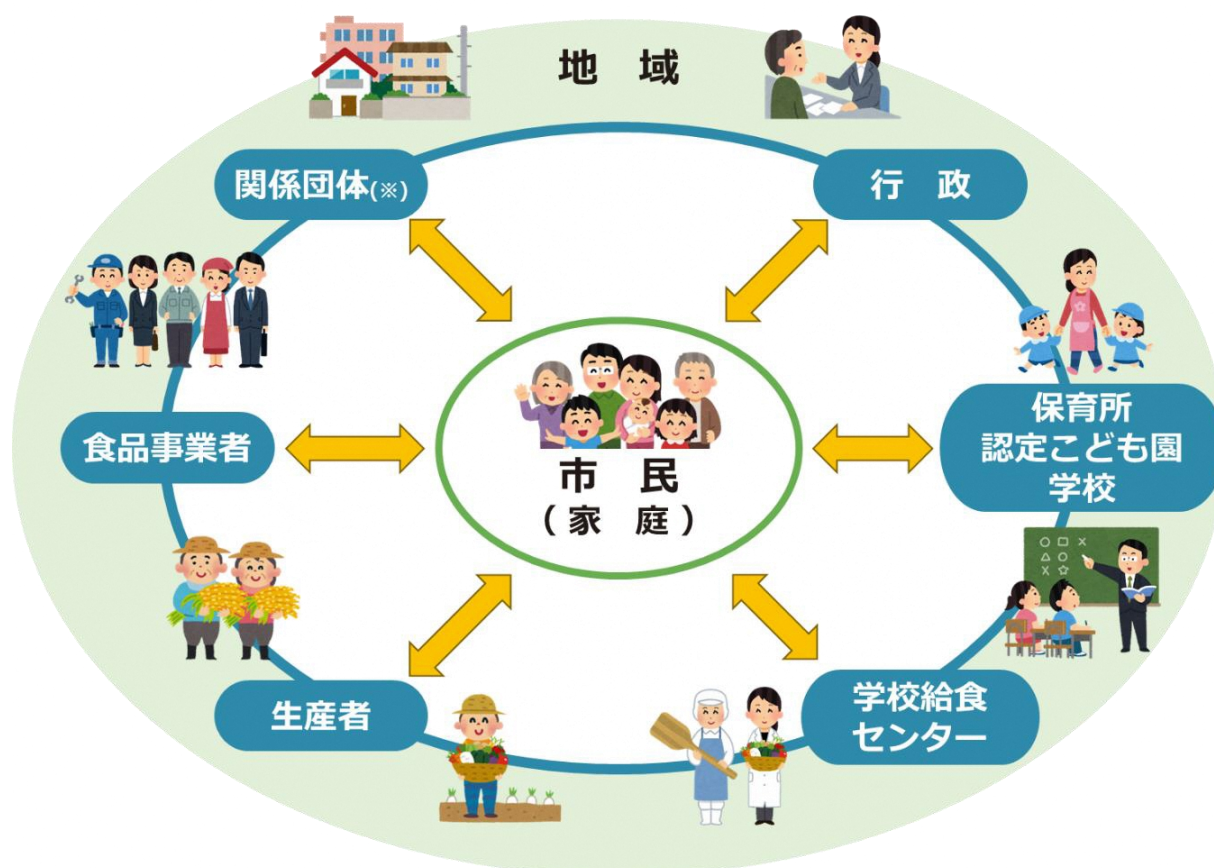 地 域
関係団体(※)
行 政
食品事業者
市 民
(家 庭)
保育所
認定こども園
学校
生産者
学校給食
センター